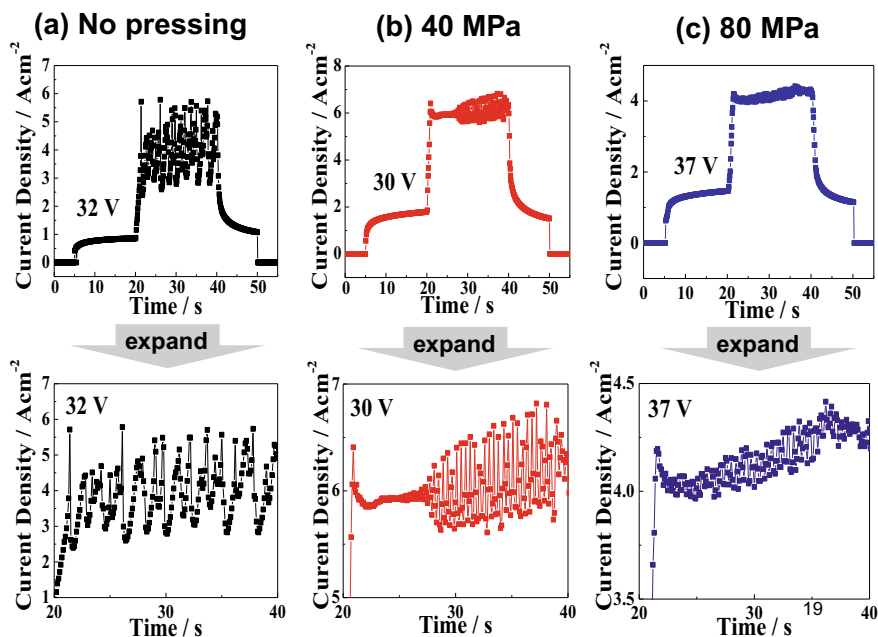 (a) No pressing
(b) 40 MPa
(c) 80 MPa
Curent Density / Acm⁻²
7
6
5
4
3
2
1
0
32 V
0 10 20 30 40 50
Time / s
Curent Density / Acm⁻²
8
6
4
2
0
30 V
0 10 20 30 40 50
Time / s
Curent Density / Acm⁻²
4
2
0
37 V
0 10 20 30 40 50
Time / s
expand
expand
expand
Curent Density / Acm⁻²
7
6
5
4
3
2
1
32 V
20 30 40
Time / s
Curent Density / Acm⁻²
7
6
5
30 V
20 30 40
Time / s
Curent Density / Acm⁻²
4.5
4.0
3.5
37 V
20 30 40
19
Time / s